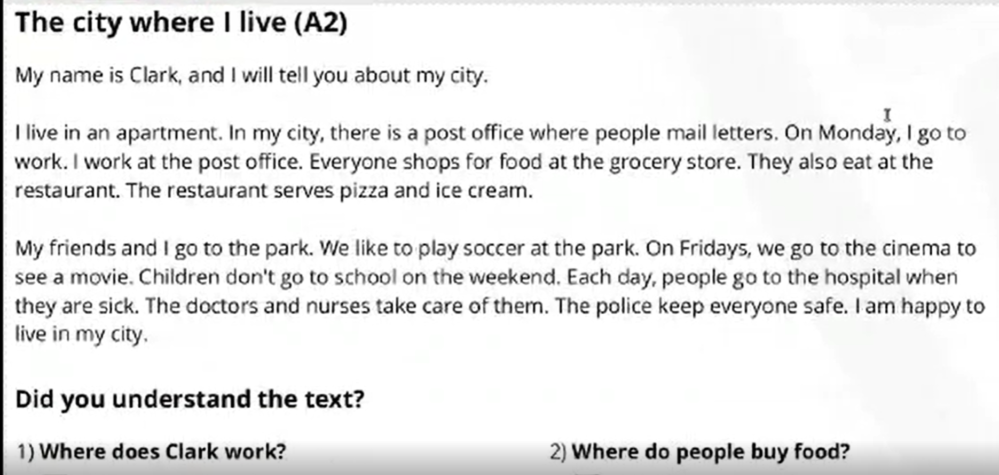 The city where I live (A2)
My name is Clark, and I will tell you about my city.
I live in an apartment. In my city, there is a post office where people mail letters. On Monday, I go to
work. I work at the post office. Everyone shops for food at the grocery store. They also eat at the
restaurant. The restaurant serves pizza and ice cream.
My friends and I go to the park. We like to play soccer at the park. On Fridays, we go to the cinema to
see a movie. Children don't go to school on the weekend. Each day, people go to the hospital when
they are sick. The doctors and nurses take care of them. The police keep everyone safe. I am happy to
live in my city.
Did you understand the text?
1) Where does Clark work?
2) Where do people buy food?